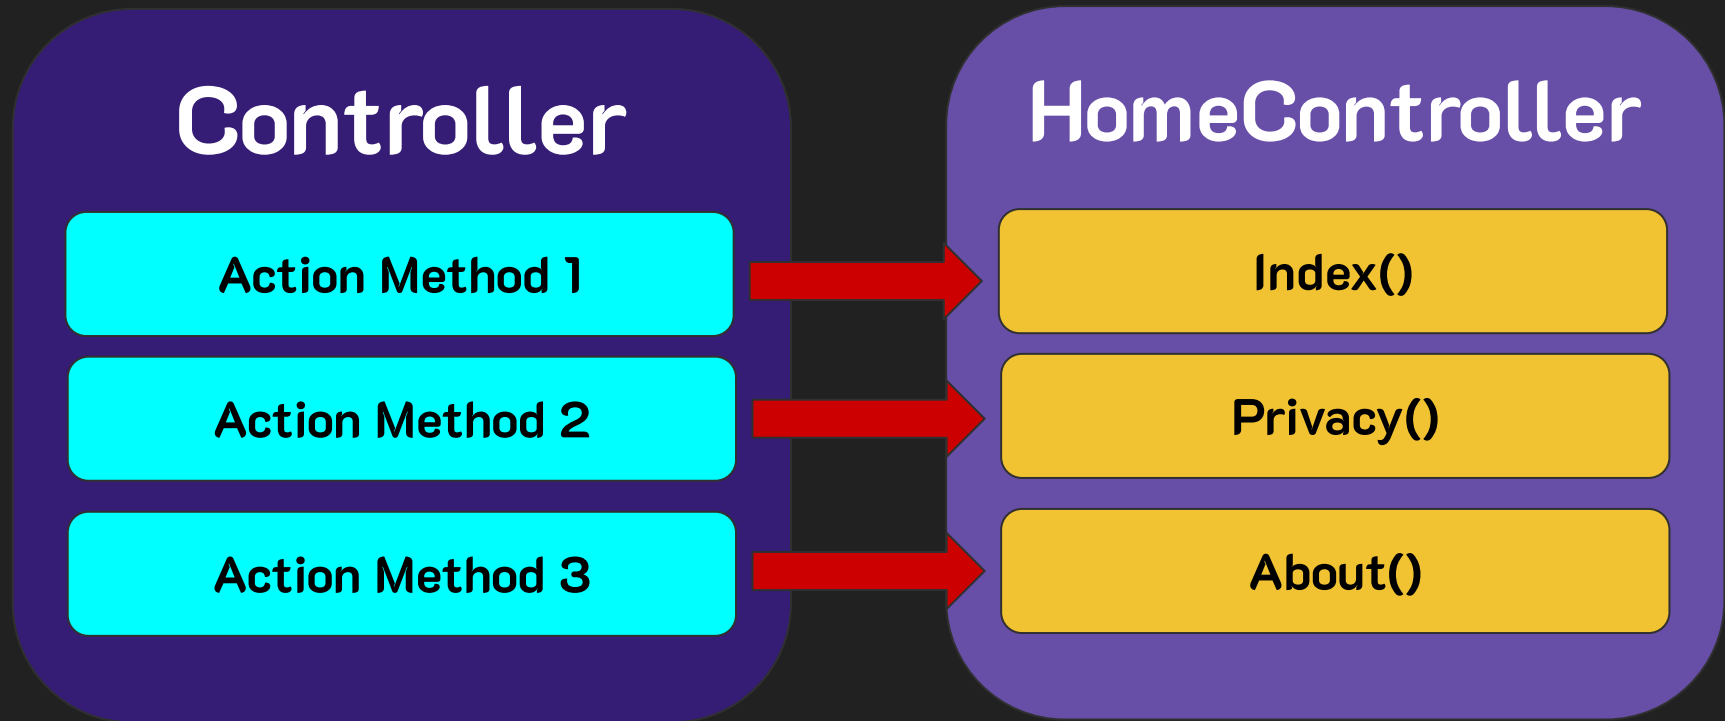 Controller
Action Method 1
Action Method 2
Action Method 3
HomeController
Index()
Privacy()
About()